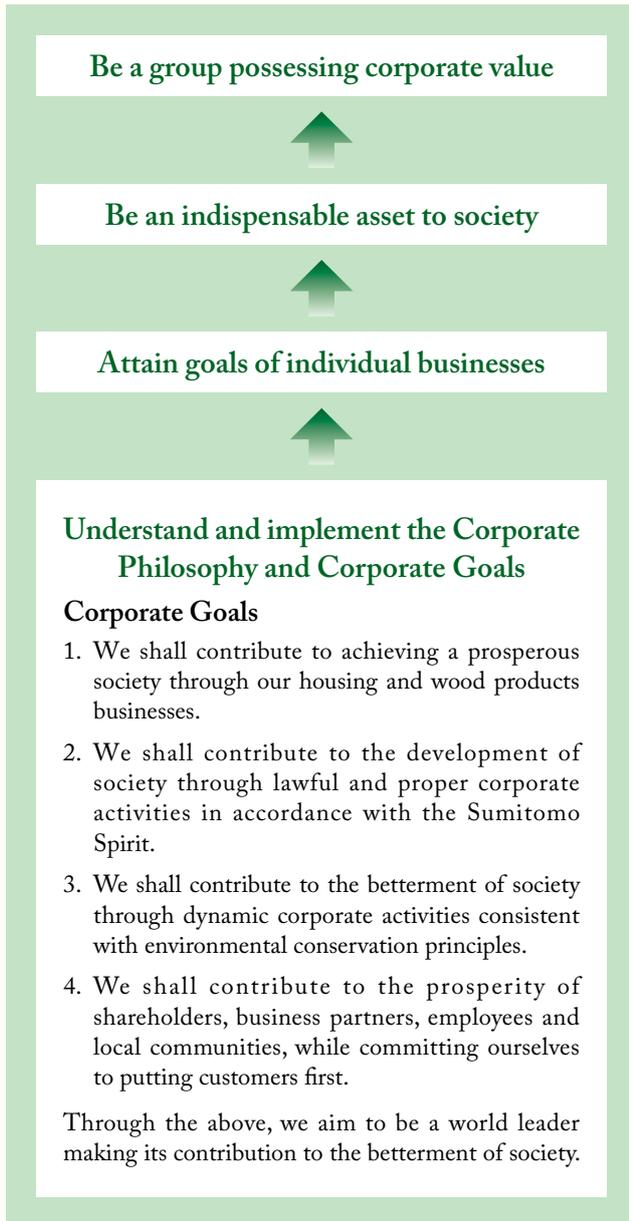 Be a group possessing corporate value
Be an indispensable asset to society
Attain goals of individual businesses
Understand and implement the Corporate
Philosophy and Corporate Goals
Corporate Goals
1. We shall contribute to achieving a prosperous
society through our housing and wood products
businesses.
2. We shall contribute to the development of
society through lawful and proper corporate
activities in accordance with the Sumitomo
Spirit.
3. We shall contribute to the betterment of society
through dynamic corporate activities consistent
with environmental conservation principles.
4. We shall contribute to the prosperity of
shareholders, business partners, employees and
local communities, while committing ourselves
to putting customers first.
Through the above, we aim to be a world leader
making its contribution to the betterment of society.